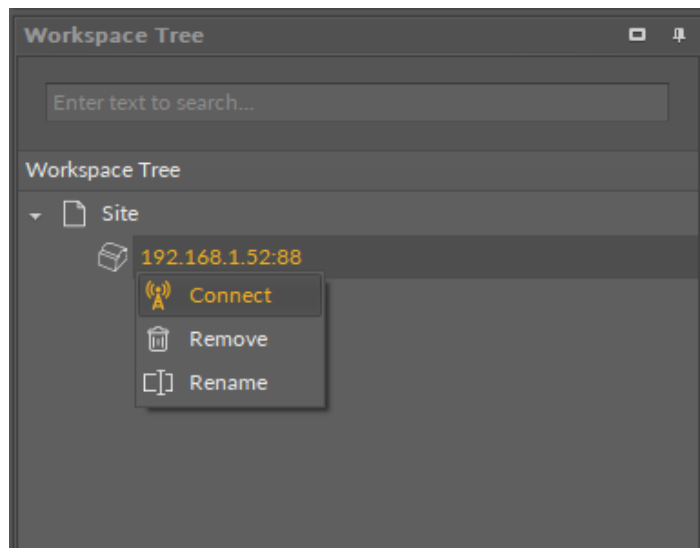 Workspace Tree
Enter text to search...
Workspace Tree
Site
192.168.1.52:88
Connect
Remove
Rename